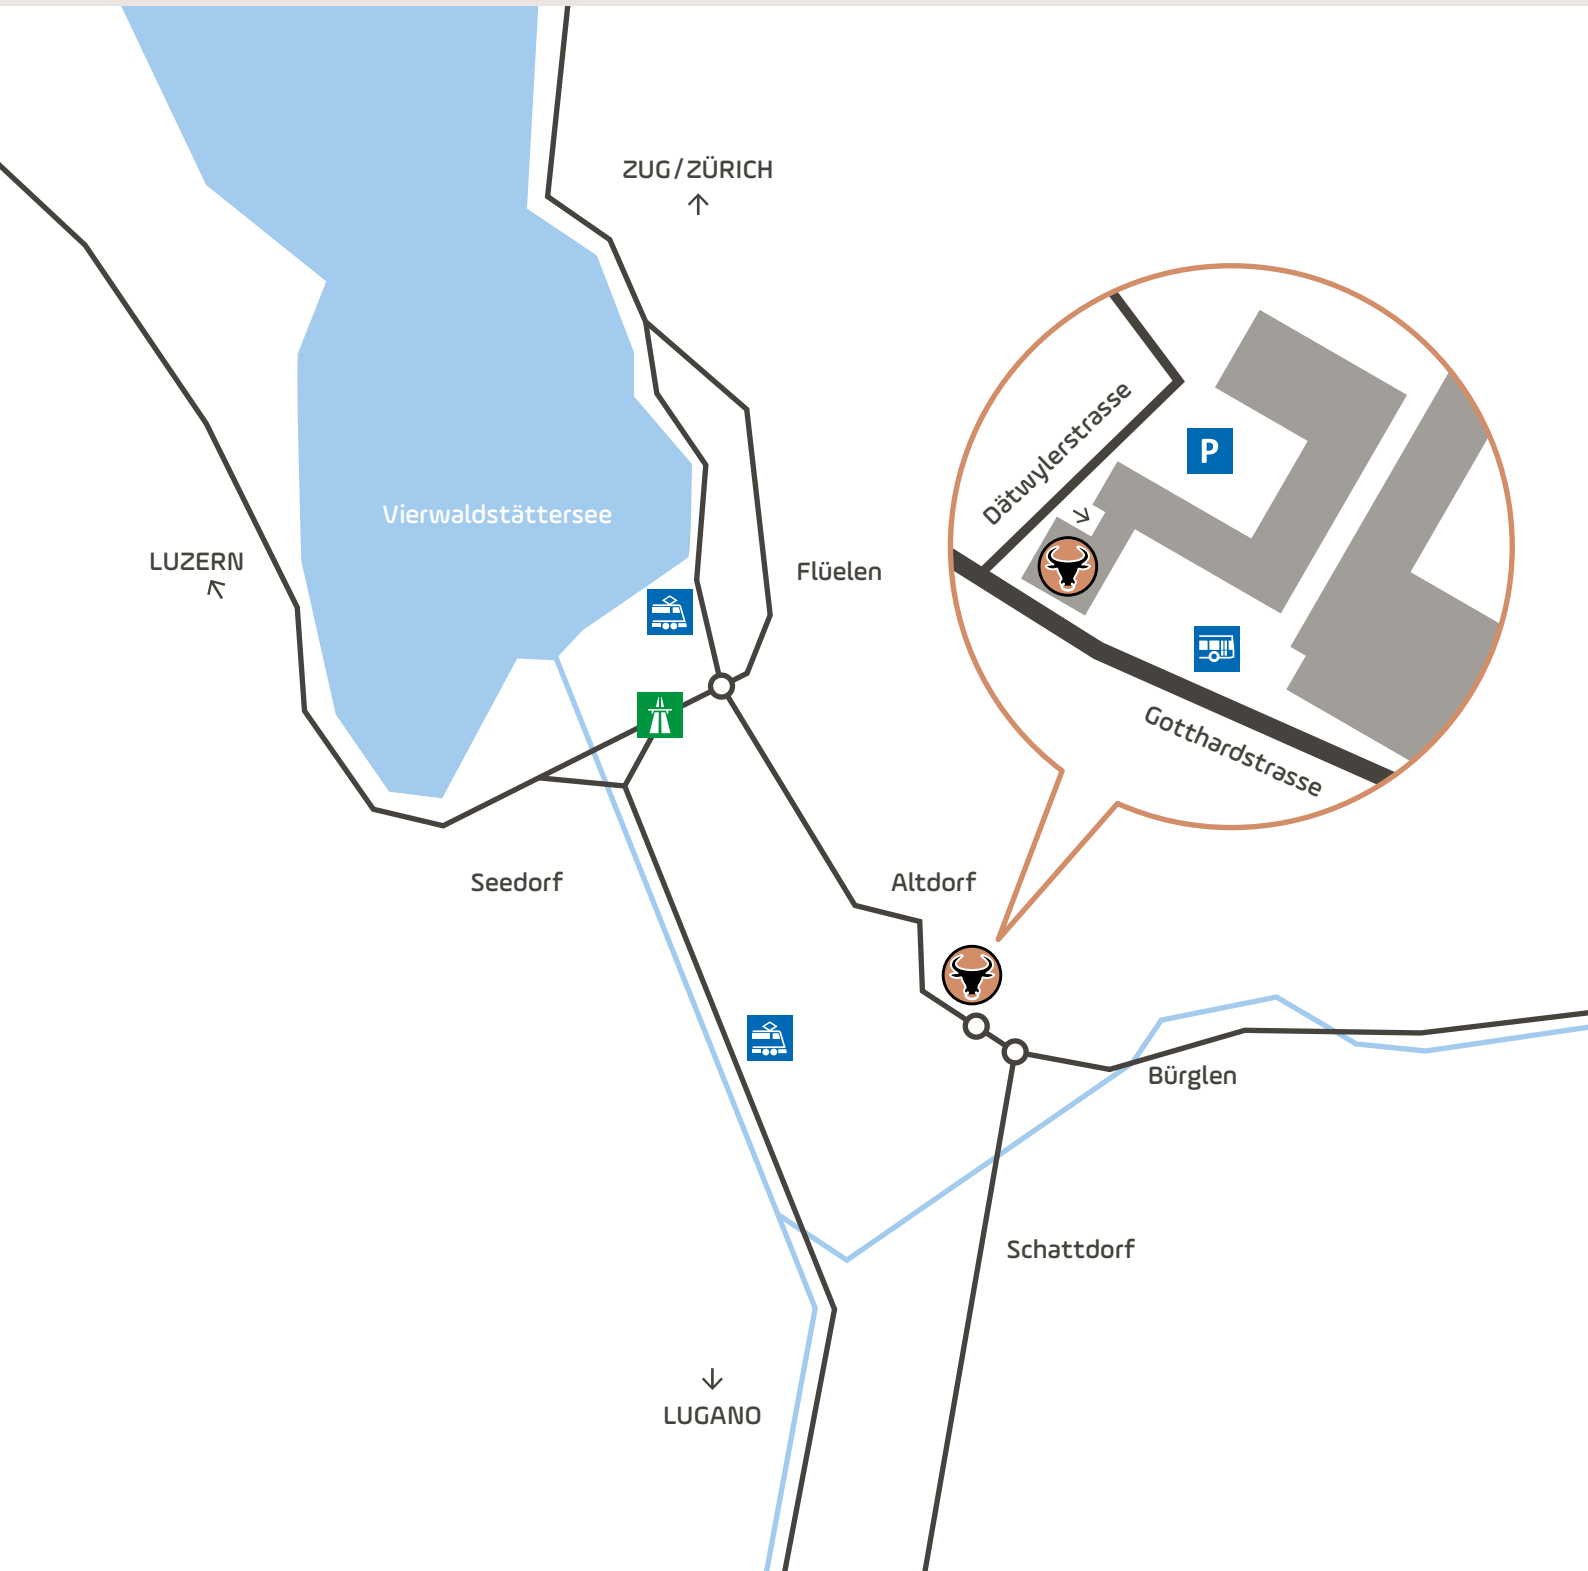 ZUG/ZÜRICH
Dätwylerstrasse
P
Vierwaldstättersee
LUZERN
Flüelen
Gotthardstrasse
Seedorf
Altdorf
Bürglen
Schattdorf
LUGANO